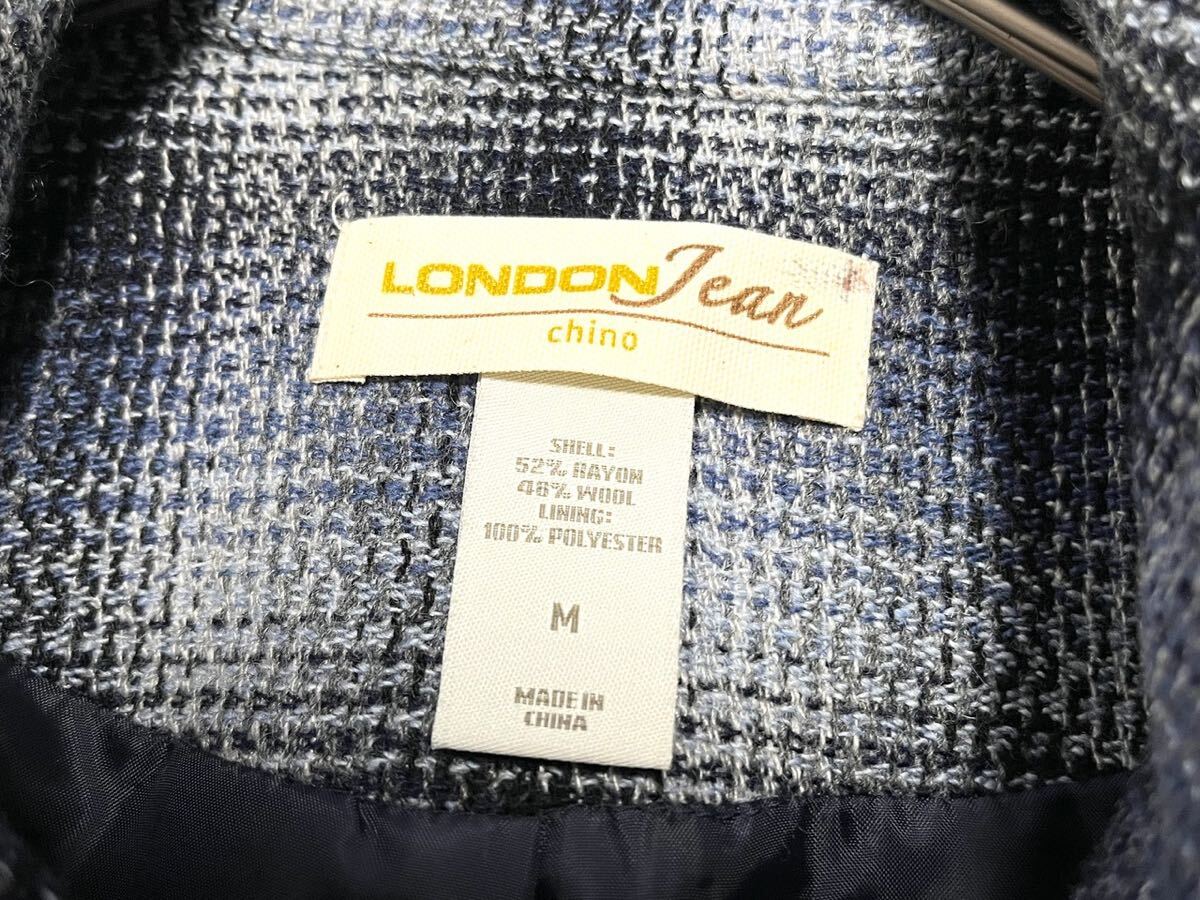 LONDON Jean
chino
SHELL:
52% RAYON
48% WOOL
LINING:
100% POLYESTER
M
MADE IN
CHINA